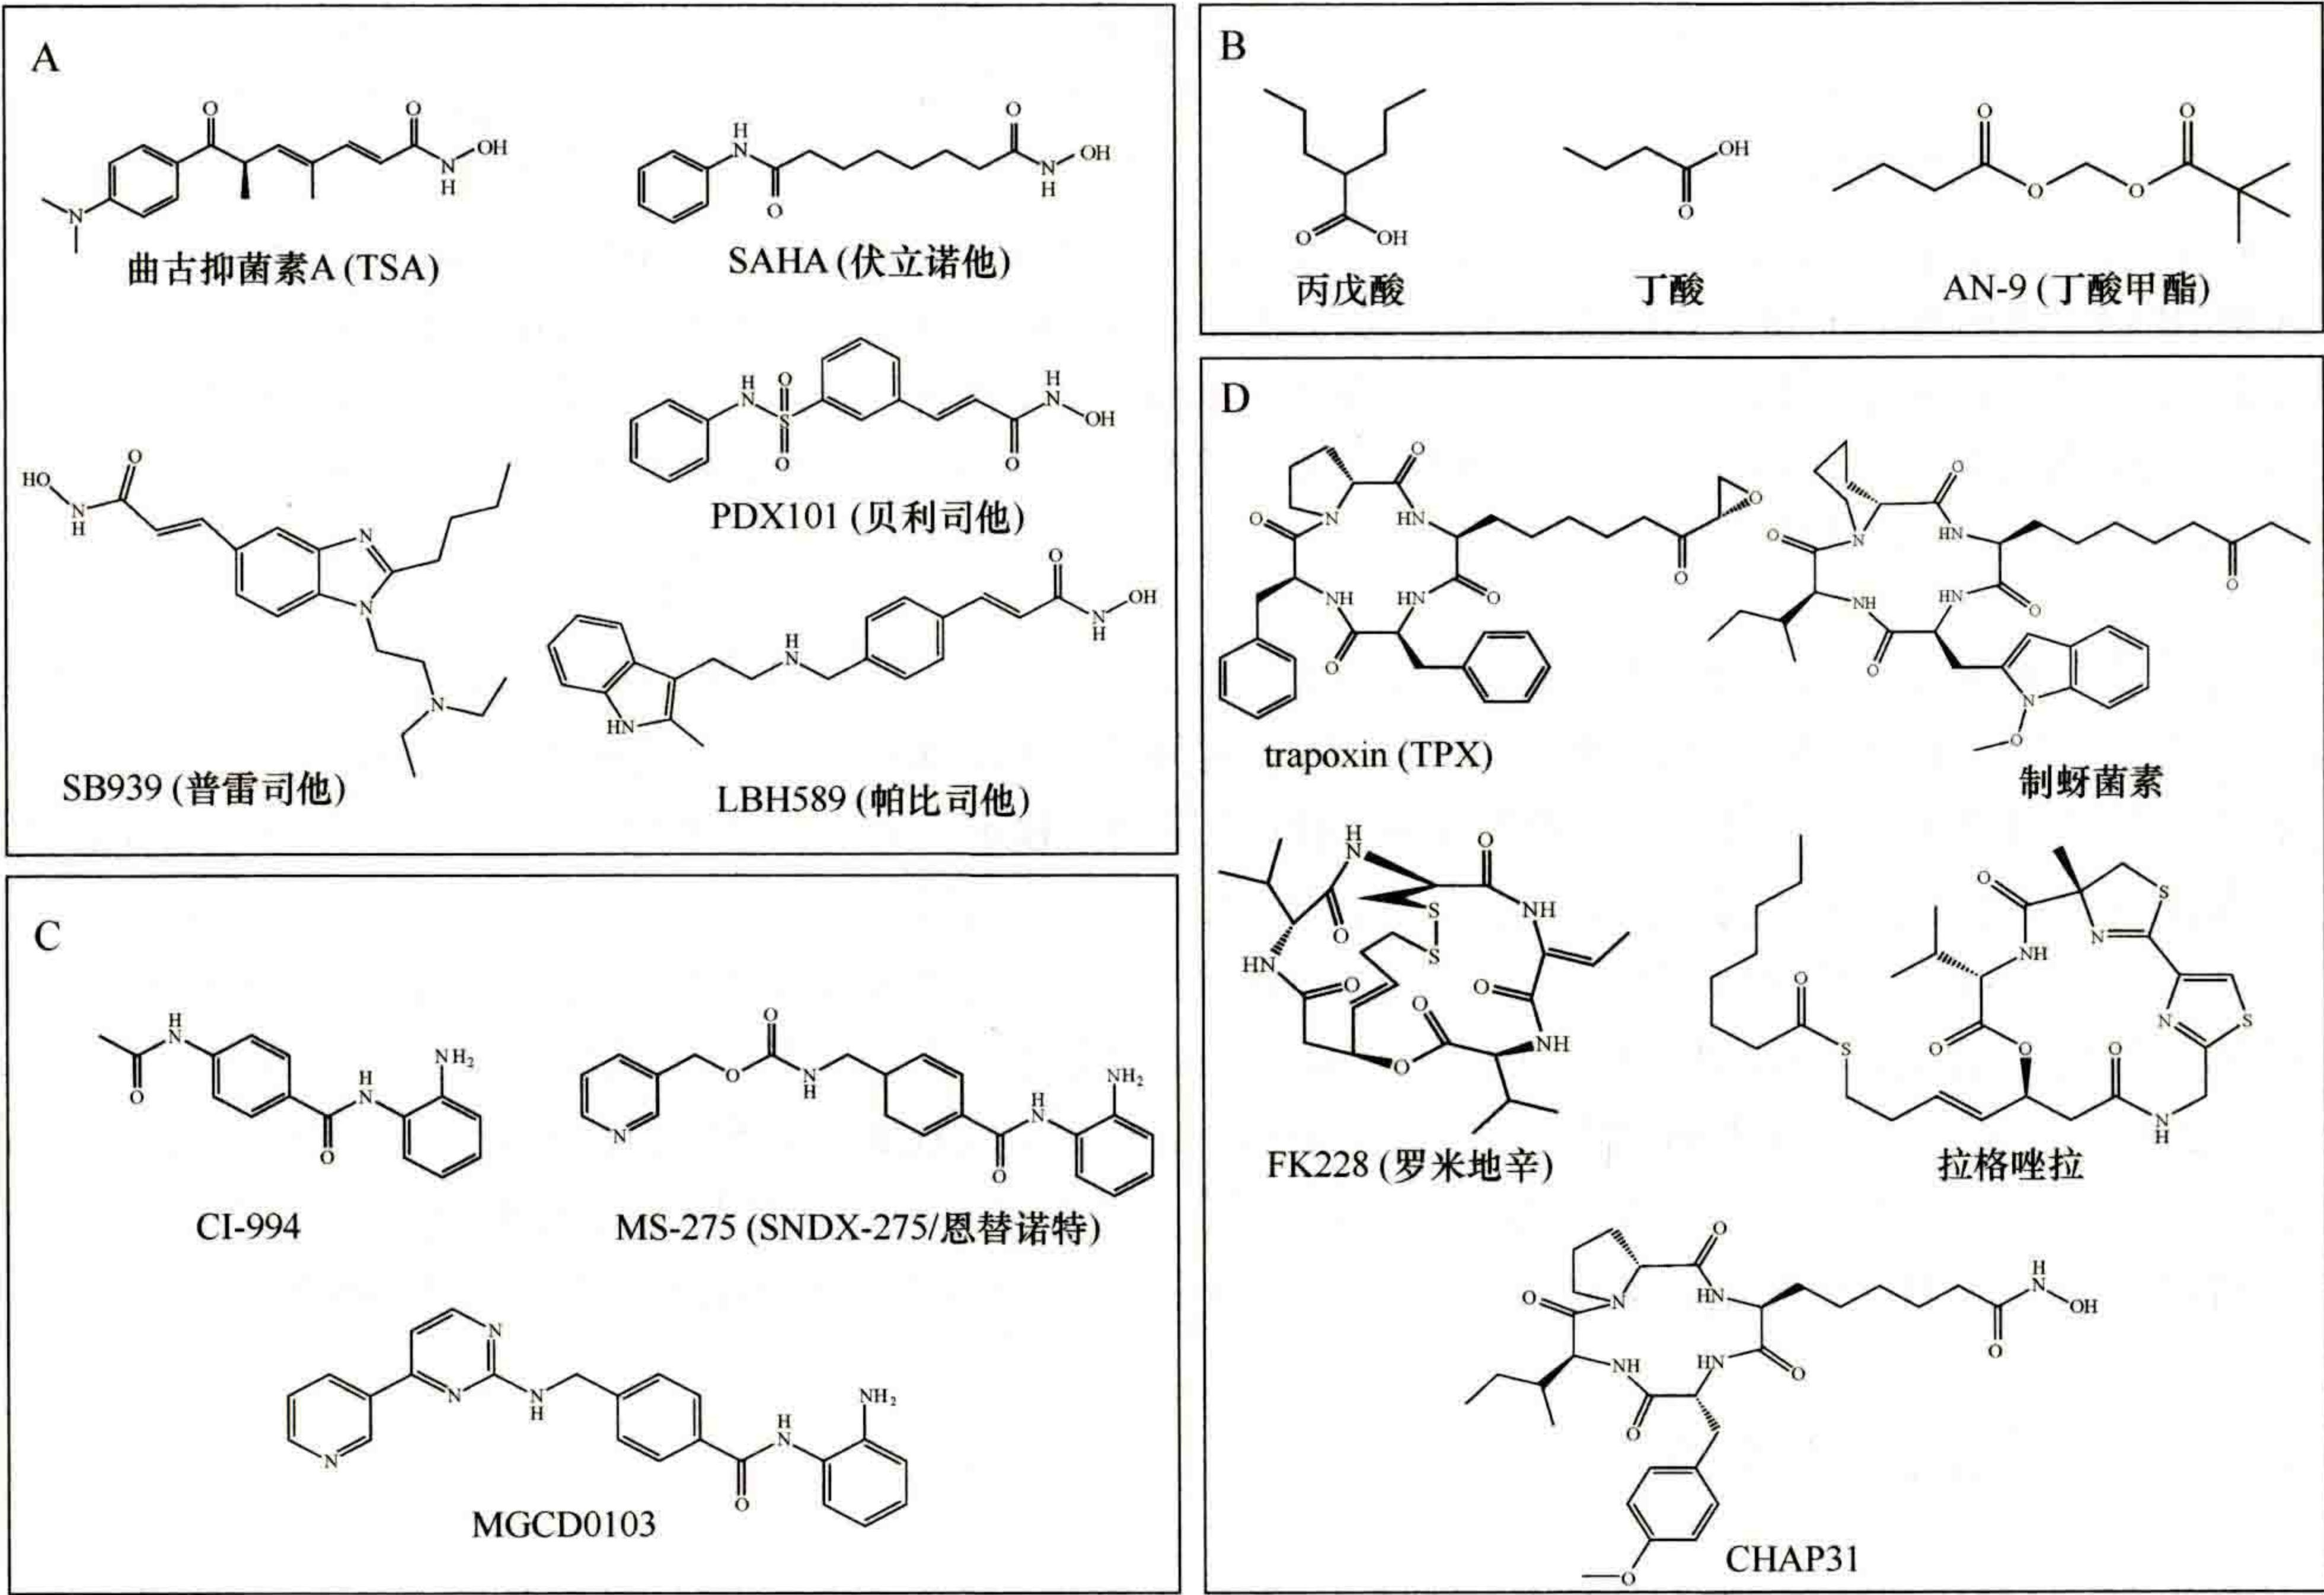 A
曲古抑菌素A (TSA)
SAHA (伏立诺他)
PDX101 (贝利司他)
SB939 (普雷司他)
LBH589 (帕比司他)
B
丙戊酸
丁酸
AN-9 (丁酸甲酯)
C
CI-994
MS-275 (SNDX-275/恩替诺特)
MGCD0103
D
trapoxin (TPX)
制蚜菌素
FK228 (罗米地辛)
拉格唑拉
CHAP31